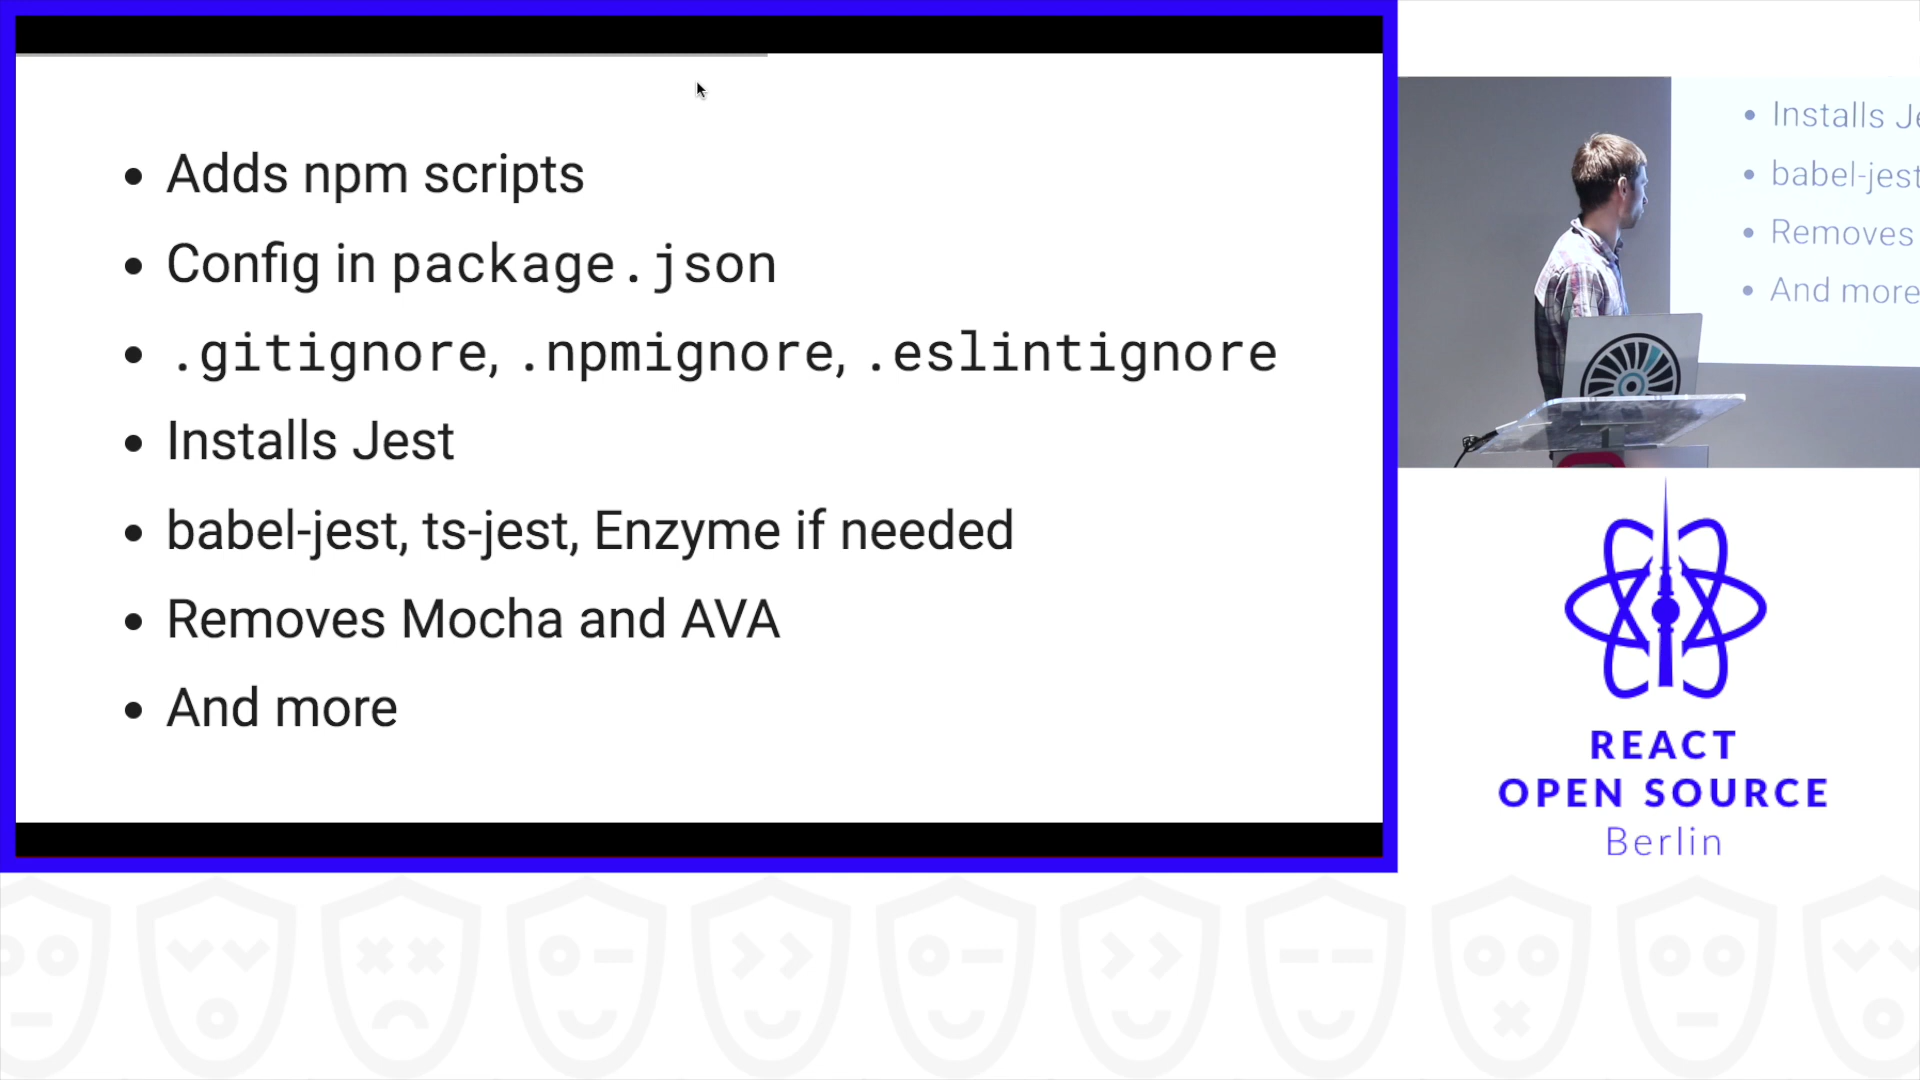 • Adds npm scripts
• Config in package.json
• .gitignore, .npmignore, .eslintignore
• Installs Jest
• babel-jest, ts-jest, Enzyme if needed
• Removes Mocha and AVA
• And more
• Installs Je
• babel-jest
• Removes
• And more
REACT
OPEN SOURCE
Berlin